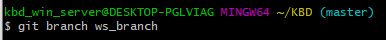 kbd_win_server@DESKTOP-PGLVIAG MINGW64 ~/KBD (master)
$ git branch ws_branch